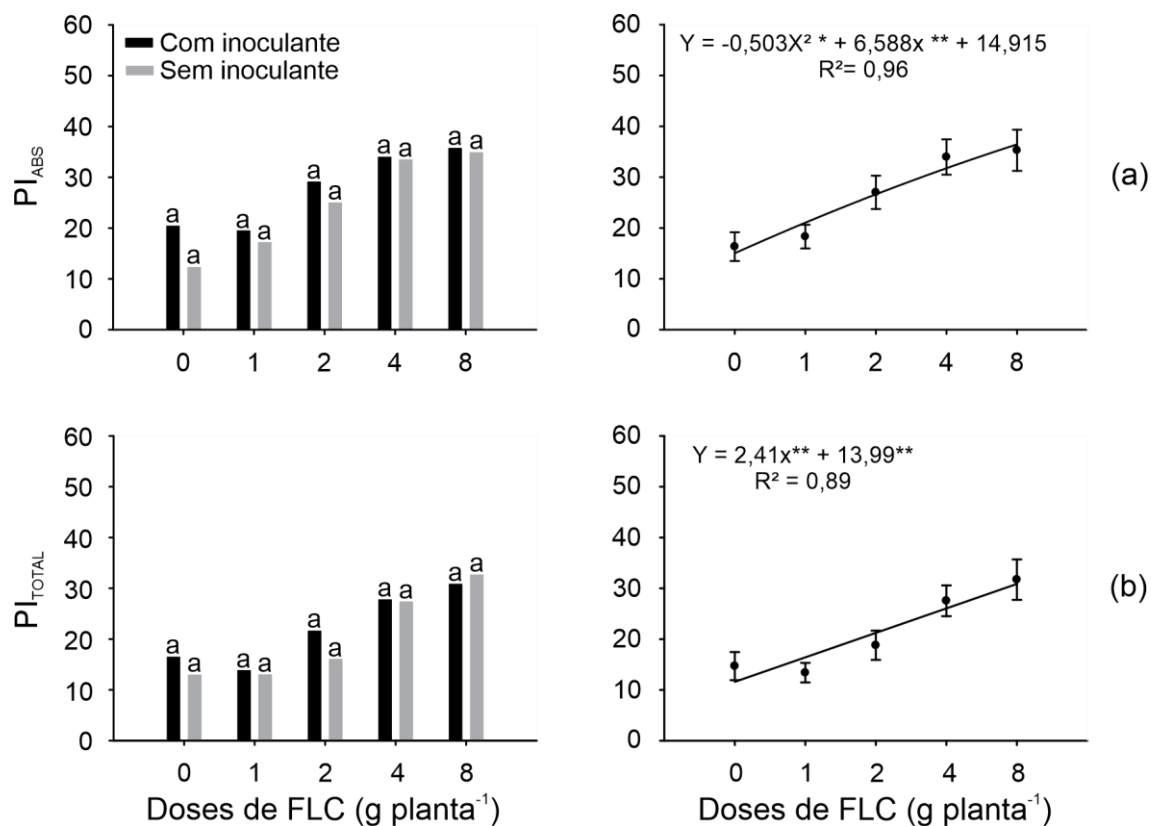 Com inoculante
Sem inoculante
PI_ABS
60
50
40
30
20
10
0
a a a a a a a a a a
0 1 2 4 8
Y = -0,503X² * + 6,588x ** + 14,915
R²= 0,96
60
50
40
30
20
10
0
0 1 2 4 8
(a)
PI_TOTAL
60
50
40
30
20
10
0
a a a a a a a a a a
0 1 2 4 8
Doses de FLC (g planta⁻¹)
Y = 2,41x** + 13,99**
R² = 0,89
60
50
40
30
20
10
0
0 1 2 4 8
Doses de FLC (g planta⁻¹)
(b)